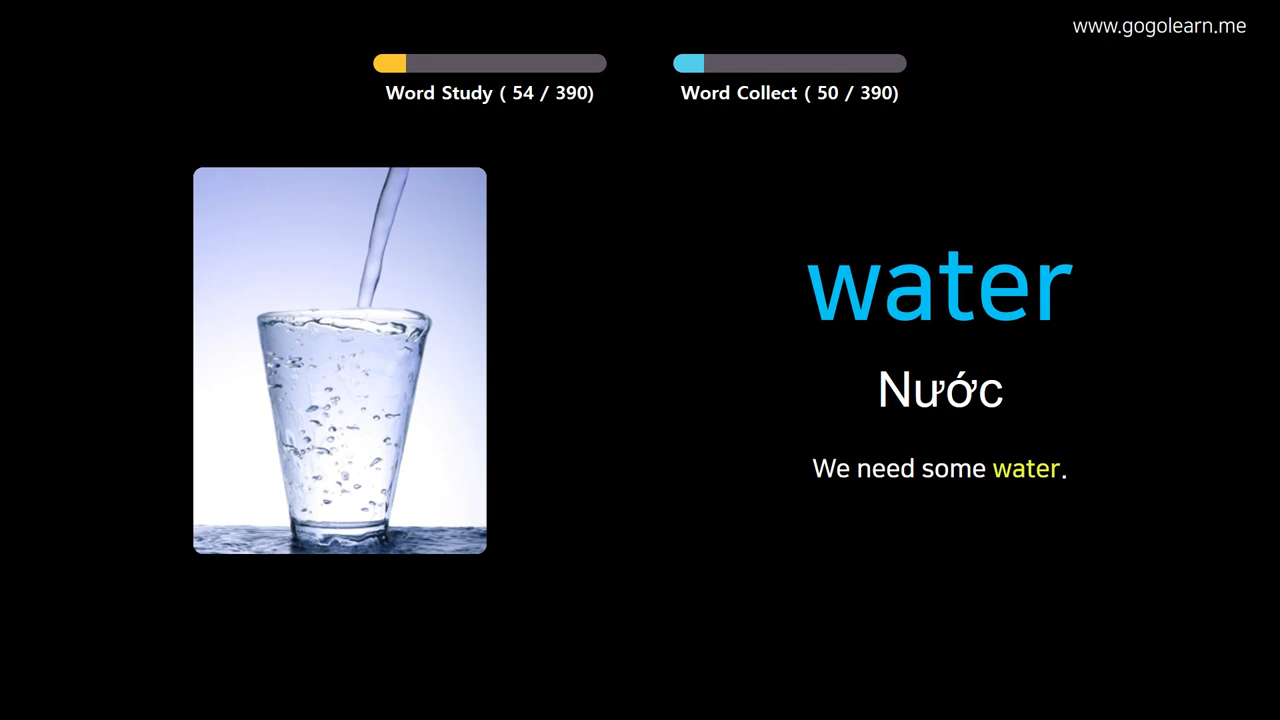 www.gogolearn.me
Word Study ( 54 / 390)
Word Collect ( 50 / 390)
water
Nước
We need some water.